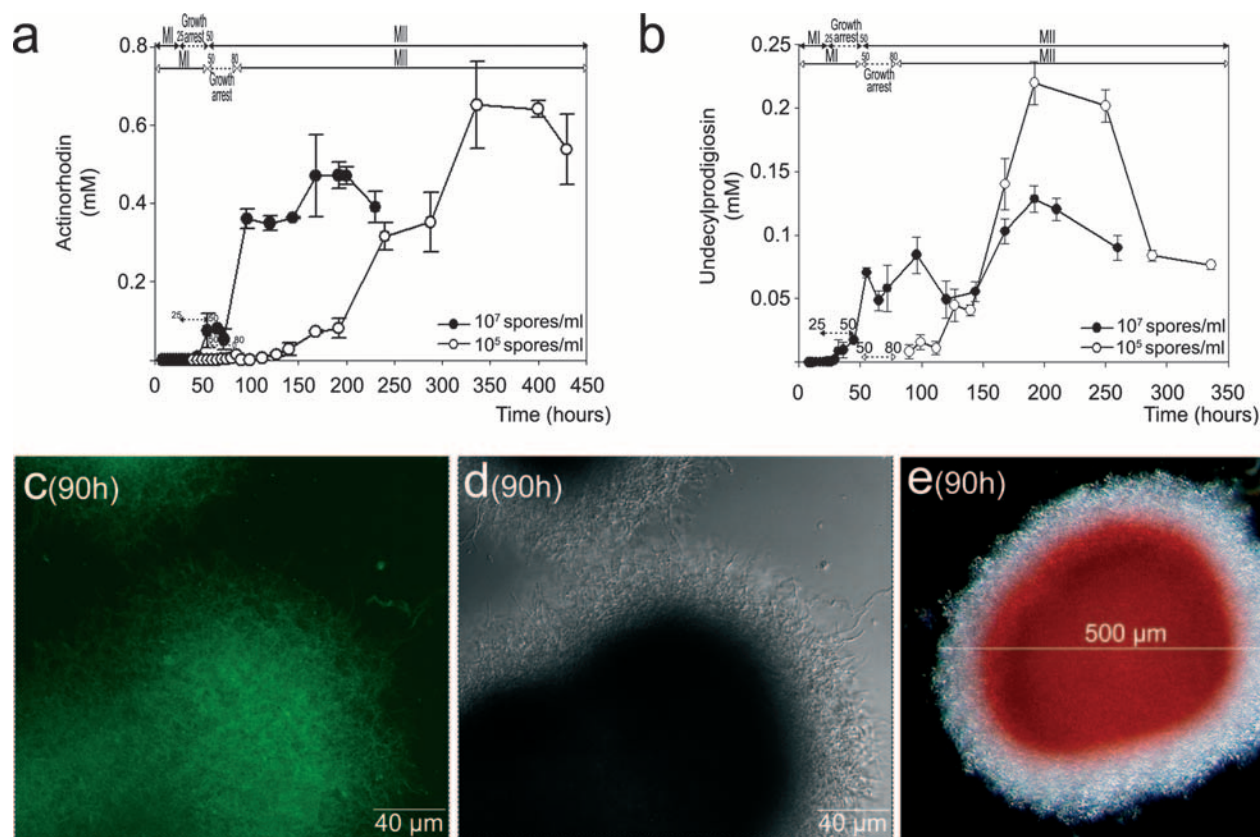 a
MI 25 Growth arrest 50 MII
MI 50 Growth arrest 80 MII
0.8
0.6
0.4
0.2
0
Actinorhodin
(mM)
25 50
50 80
10⁷ spores/ml
10⁵ spores/ml
0 50 100 150 200 250 300 350 400 450
Time (hours)
b
MI 25 Growth arrest 50 MII
MI 50 Growth arrest 80 MII
0.25
0.2
0.15
0.1
0.05
0
Undecylprodigiosin
(mM)
25 50
50 80
10⁷ spores/ml
10⁵ spores/ml
0 50 100 150 200 250 300 350
Time (hours)
c(90h)
40 µm
d(90h)
40 µm
e(90h)
500 µm